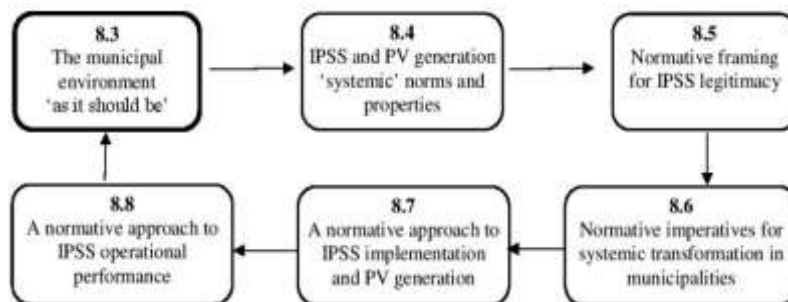 8.3
The municipal
environment
‘as it should be’
8.4
IPSS and PV generation
‘systemic’ norms and
properties
8.5
Normative framing
for IPSS legitimacy
8.6
Normative imperatives for
systemic transformation in
municipalities
8.7
A normative approach to
IPSS implementation
and PV generation
8.8
A normative approach to
IPSS operational
performance